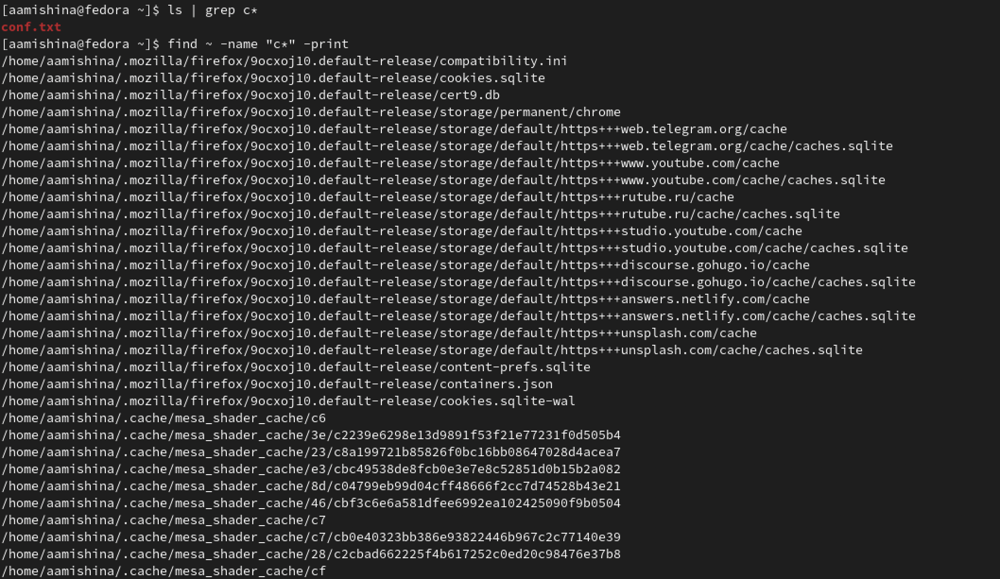 [aamishina@fedora ~]$ ls | grep c*
conf.txt
[aamishina@fedora ~]$ find ~ -name "c*" -print
/home/aamishina/.mozilla/firefox/9ocxoj10.default-release/compatibility.ini
/home/aamishina/.mozilla/firefox/9ocxoj10.default-release/cookies.sqlite
/home/aamishina/.mozilla/firefox/9ocxoj10.default-release/cert9.db
/home/aamishina/.mozilla/firefox/9ocxoj10.default-release/storage/permanent/chrome
/home/aamishina/.mozilla/firefox/9ocxoj10.default-release/storage/default/https+++web.telegram.org/cache
/home/aamishina/.mozilla/firefox/9ocxoj10.default-release/storage/default/https+++web.telegram.org/cache/caches.sqlite
/home/aamishina/.mozilla/firefox/9ocxoj10.default-release/storage/default/https+++www.youtube.com/cache
/home/aamishina/.mozilla/firefox/9ocxoj10.default-release/storage/default/https+++www.youtube.com/cache/caches.sqlite
/home/aamishina/.mozilla/firefox/9ocxoj10.default-release/storage/default/https+++rutube.ru/cache
/home/aamishina/.mozilla/firefox/9ocxoj10.default-release/storage/default/https+++rutube.ru/cache/caches.sqlite
/home/aamishina/.mozilla/firefox/9ocxoj10.default-release/storage/default/https+++studio.youtube.com/cache
/home/aamishina/.mozilla/firefox/9ocxoj10.default-release/storage/default/https+++studio.youtube.com/cache/caches.sqlite
/home/aamishina/.mozilla/firefox/9ocxoj10.default-release/storage/default/https+++discourse.gohugo.io/cache
/home/aamishina/.mozilla/firefox/9ocxoj10.default-release/storage/default/https+++discourse.gohugo.io/cache/caches.sqlite
/home/aamishina/.mozilla/firefox/9ocxoj10.default-release/storage/default/https+++answers.netlify.com/cache
/home/aamishina/.mozilla/firefox/9ocxoj10.default-release/storage/default/https+++answers.netlify.com/cache/caches.sqlite
/home/aamishina/.mozilla/firefox/9ocxoj10.default-release/storage/default/https+++unsplash.com/cache
/home/aamishina/.mozilla/firefox/9ocxoj10.default-release/storage/default/https+++unsplash.com/cache/caches.sqlite
/home/aamishina/.mozilla/firefox/9ocxoj10.default-release/content-prefs.sqlite
/home/aamishina/.mozilla/firefox/9ocxoj10.default-release/containers.json
/home/aamishina/.mozilla/firefox/9ocxoj10.default-release/cookies.sqlite-wal
/home/aamishina/.cache/mesa_shader_cache/c6
/home/aamishina/.cache/mesa_shader_cache/3e/c2239e6298e13d9891f53f21e77231f0d505b4
/home/aamishina/.cache/mesa_shader_cache/23/c8a199721b85826f0bc16bb08647028d4acea7
/home/aamishina/.cache/mesa_shader_cache/e3/cbc49538de8fcb0e3e7e8c52851d0b15b2a082
/home/aamishina/.cache/mesa_shader_cache/8d/c04799eb99d04cff48666f2cc7d74528b43e21
/home/aamishina/.cache/mesa_shader_cache/46/cbf3c6e6a581dfee6992ea102425090f9b0504
/home/aamishina/.cache/mesa_shader_cache/c7
/home/aamishina/.cache/mesa_shader_cache/c7/cb0e40323bb386e93822446b967c2c77140e39
/home/aamishina/.cache/mesa_shader_cache/28/c2cbad662225f4b617252c0ed20c98476e37b8
/home/aamishina/.cache/mesa_shader_cache/cf